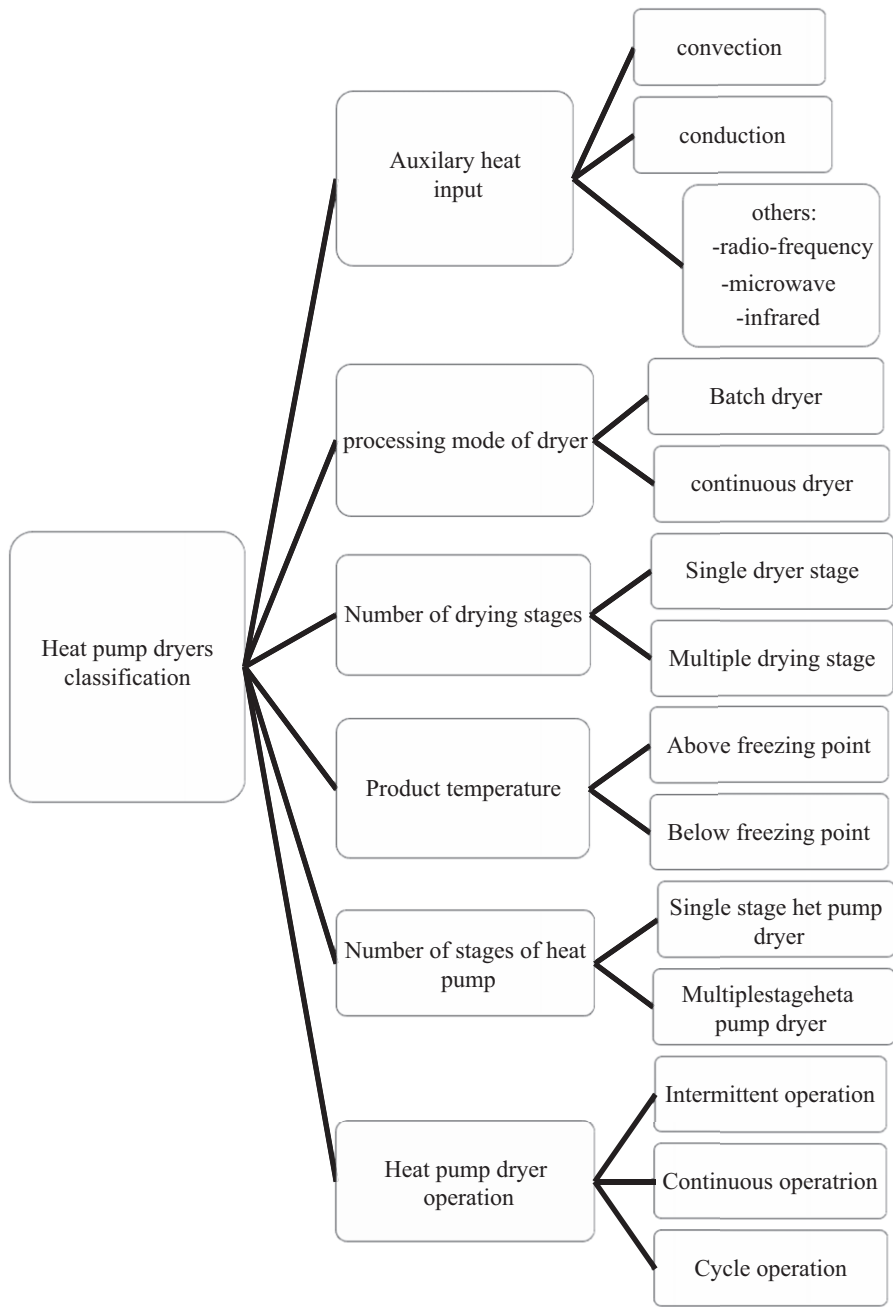 Heat pump dryers
classification
Auxilary heat
input
convection
conduction
others:
-radio-frequency
-microwave
-infrared
processing mode of dryer
Batch dryer
continuous dryer
Number of drying stages
Single dryer stage
Multiple drying stage
Product temperature
Above freezing point
Below freezing point
Number of stages of heat
pump
Single stage het pump
dryer
Multiplestageheta
pump dryer
Heat pump dryer
operation
Intermittent operation
Continuous operatrion
Cycle operation